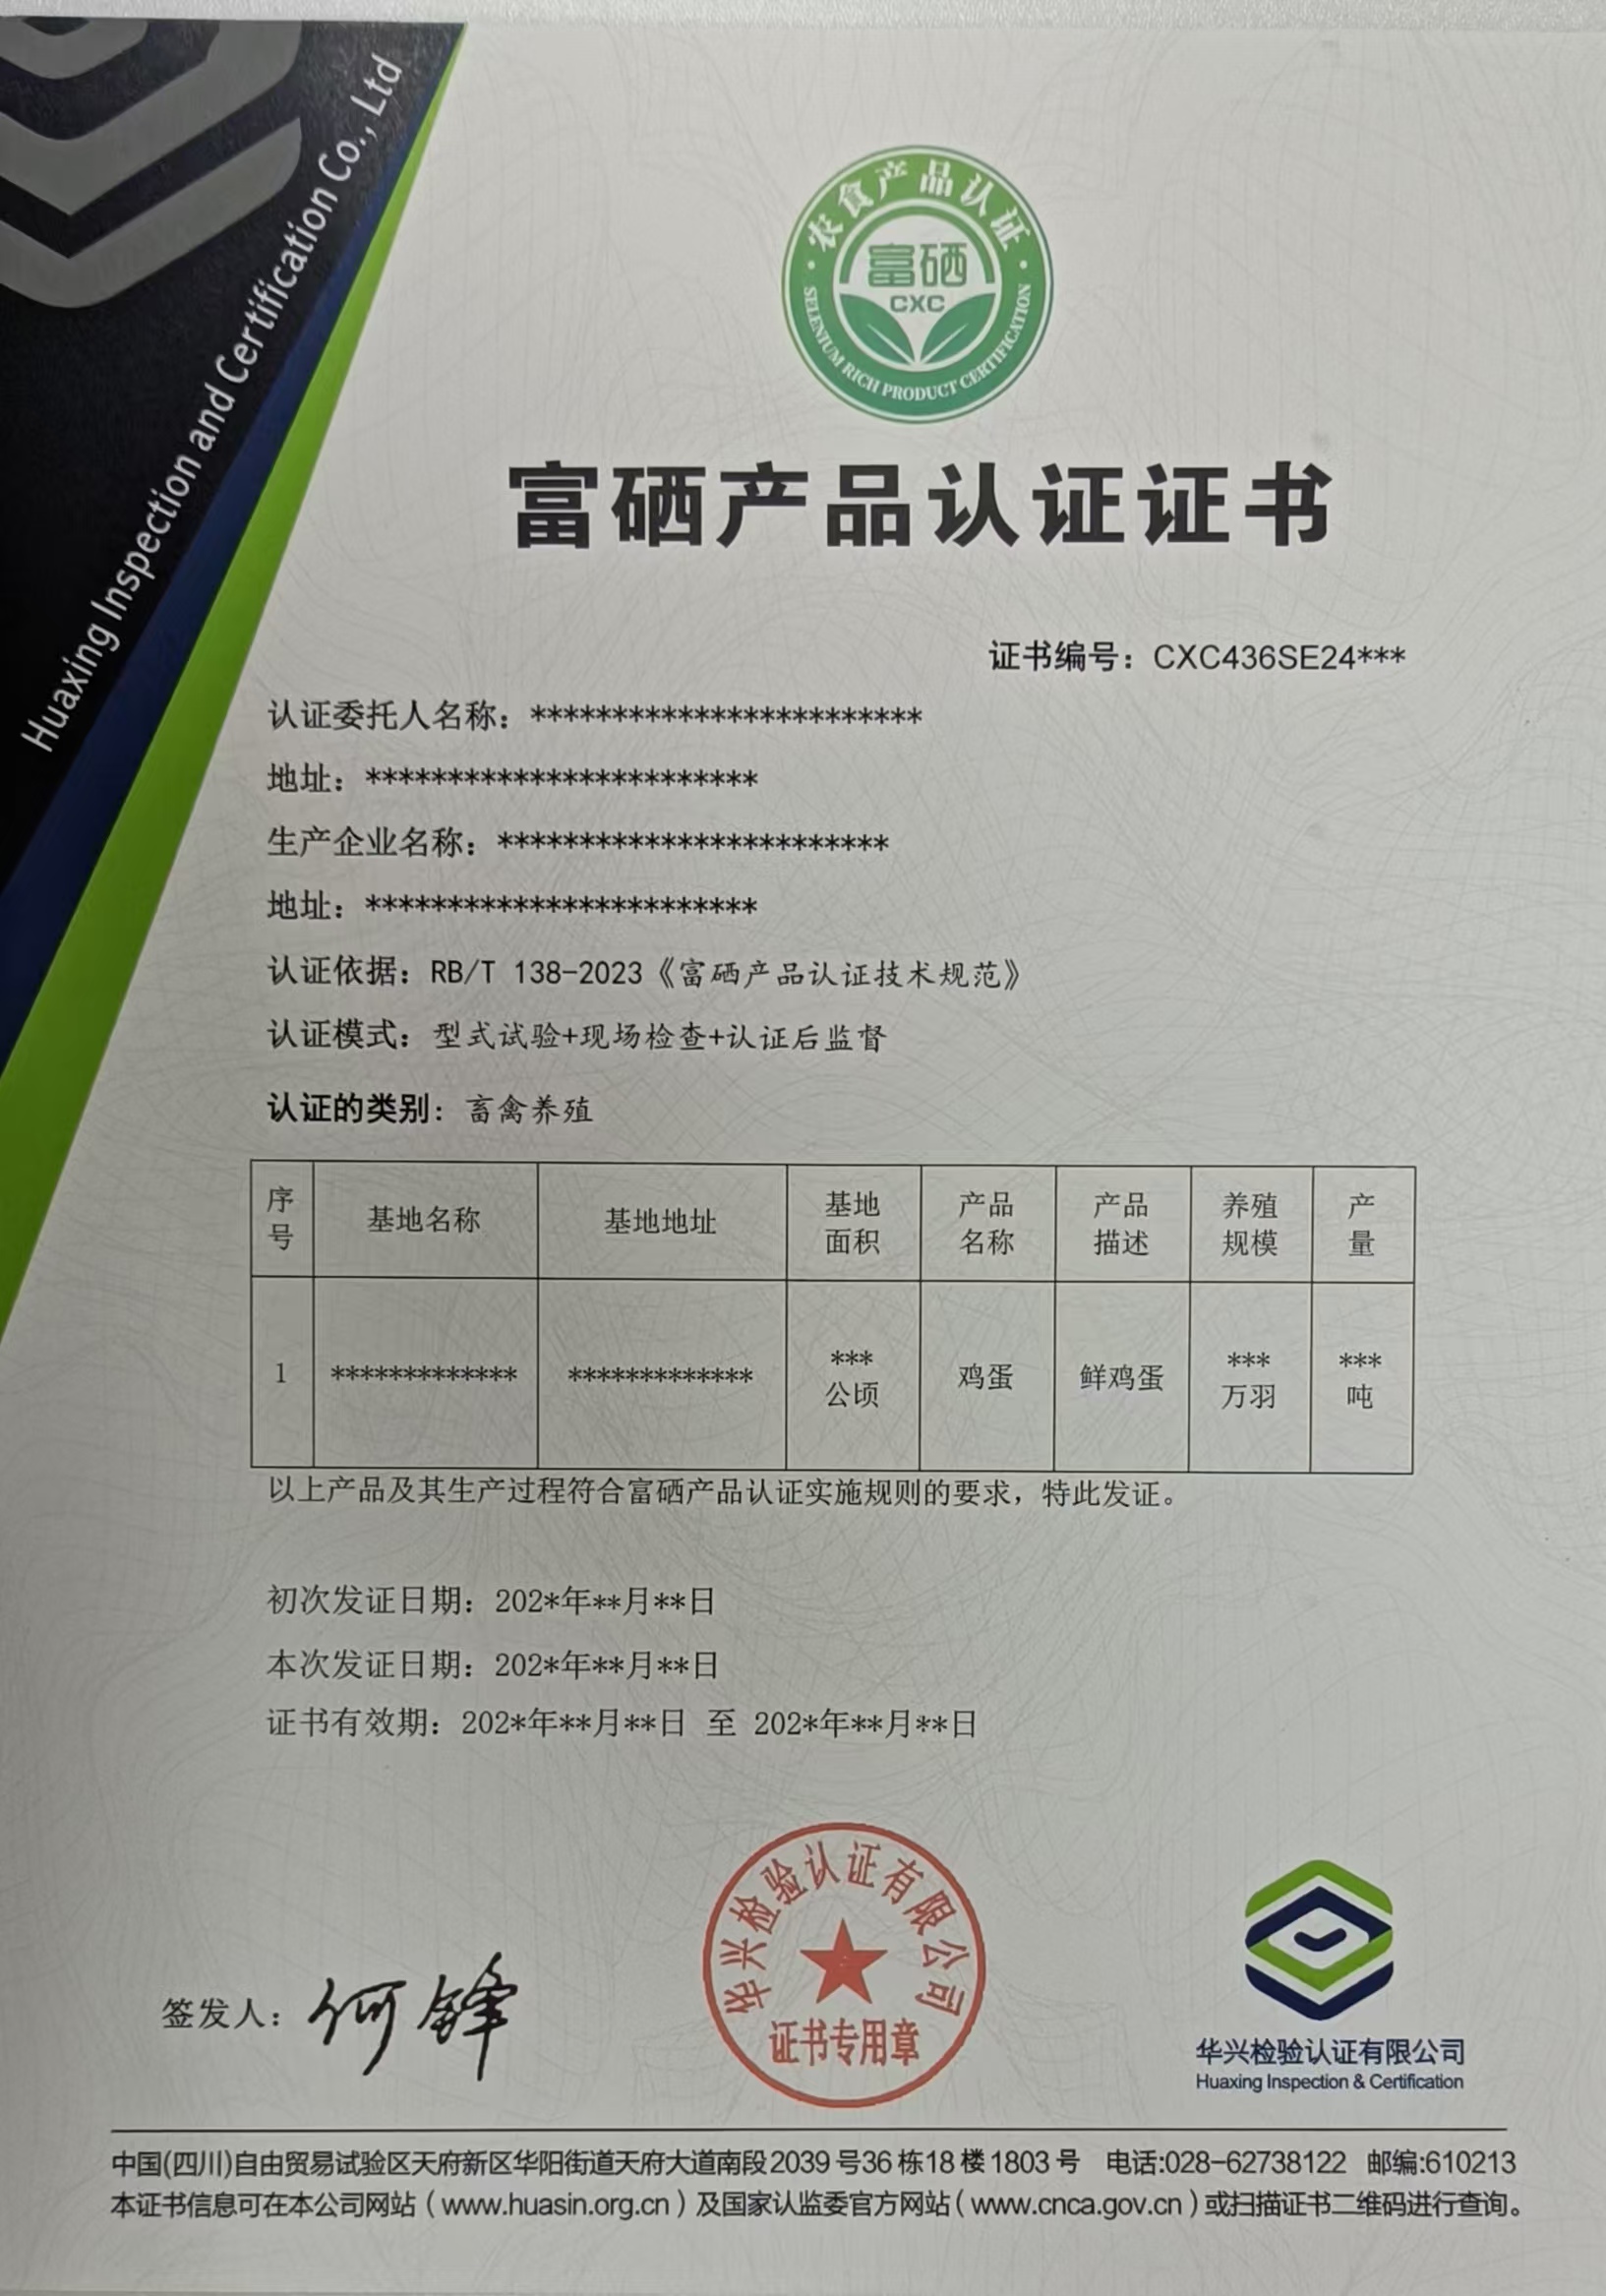 Huaxing Inspection and Certification Co., Ltd
·农食产品认证·
富硒
CXC
SELENIUM RICH PRODUCT CERTIFICATION
富硒产品认证证书
证书编号：CXC436SE24***
认证委托人名称：************************
地址：************************
生产企业名称：************************
地址：************************
认证依据：RB/T 138-2023《富硒产品认证技术规范》
认证模式：型式试验+现场检查+认证后监督
认证的类别：畜禽养殖
序号 基地名称 基地地址 基地面积 产品名称 产品描述 养殖规模 产量
1 ************* ************* ***公顷 鸡蛋 鲜鸡蛋 ***万羽 ***吨
以上产品及其生产过程符合富硒产品认证实施规则的要求，特此发证。
初次发证日期：202*年**月**日
本次发证日期：202*年**月**日
证书有效期：202*年**月**日 至 202*年**月**日
签发人：何锋
华兴检验认证有限公司
证书专用章
华兴检验认证有限公司
Huaxing Inspection & Certification
中国(四川)自由贸易试验区天府新区华阳街道天府大道南段2039号36栋18楼1803号 电话:028-62738122 邮编:610213
本证书信息可在本公司网站（www.huasin.org.cn）及国家认监委官方网站（www.cnca.gov.cn）或扫描证书二维码进行查询。